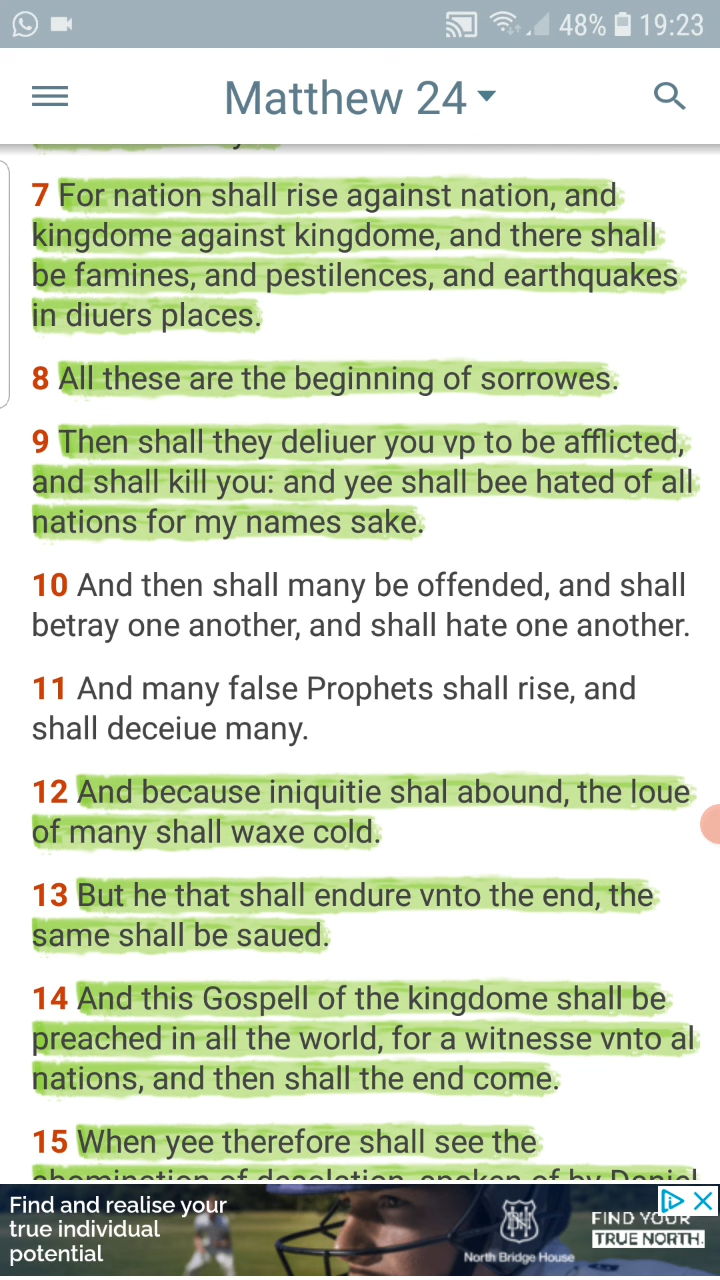 48% 19:23
Matthew 24
7 For nation shall rise against nation, and
kingdome against kingdome, and there shall
be famines, and pestilences, and earthquakes
in diuers places.
8 All these are the beginning of sorrowes.
9 Then shall they deliuer you vp to be afflicted,
and shall kill you: and yee shall bee hated of all
nations for my names sake.
10 And then shall many be offended, and shall
betray one another, and shall hate one another.
11 And many false Prophets shall rise, and
shall deceiue many.
12 And because iniquitie shal abound, the loue
of many shall waxe cold.
13 But he that shall endure vnto the end, the
same shall be saued.
14 And this Gospell of the kingdome shall be
preached in all the world, for a witnesse vnto al
nations, and then shall the end come.
15 When yee therefore shall see the
abomination of desolation, spoken of by Daniel
Find and realise your
true individual
potential
North Bridge House
FIND YOUR
TRUE NORTH.